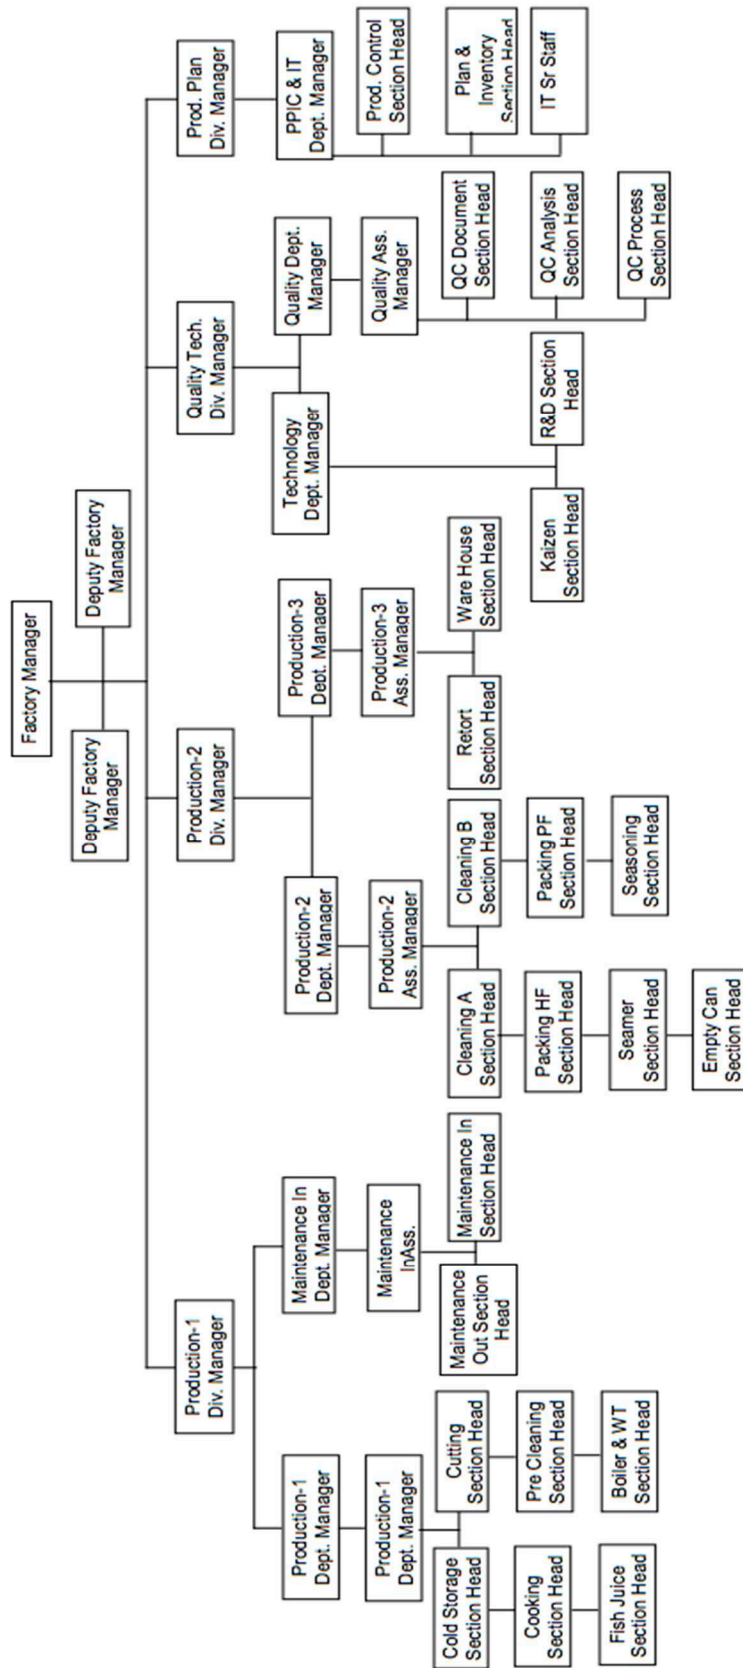 Factory Manager
Deputy Factory
Manager
Deputy Factory
Manager
Production-1
Div. Manager
Production-2
Div. Manager
Quality Tech.
Div. Manager
Prod. Plan
Div. Manager
Production-1
Dept. Manager
Maintenance In
Dept. Manager
Production-2
Dept. Manager
Production-3
Dept. Manager
Technology
Dept. Manager
Quality Dept.
Manager
PPIC & IT
Dept. Manager
Production-1
Dept. Manager
Maintenance
InAss.
Production-2
Ass. Manager
Production-3
Ass. Manager
Quality Ass.
Manager
Prod. Control
Section Head
Cold Storage
Section Head
Cutting
Section Head
Maintenance
Out Section
Head
Maintenance In
Section Head
Cleaning A
Section Head
Cleaning B
Section Head
Retort
Section Head
Ware House
Section Head
QC Document
Section Head
Plan &
Inventory
Section Head
Cooking
Section Head
Pre Cleaning
Section Head
Packing HF
Section Head
Packing PF
Section Head
Kaizen
Section Head
R&D Section
Head
QC Analysis
Section Head
IT Sr Staff
Fish Juice
Section Head
Boiler & WT
Section Head
Seamer
Section Head
Seasoning
Section Head
QC Process
Section Head
Empty Can
Section Head